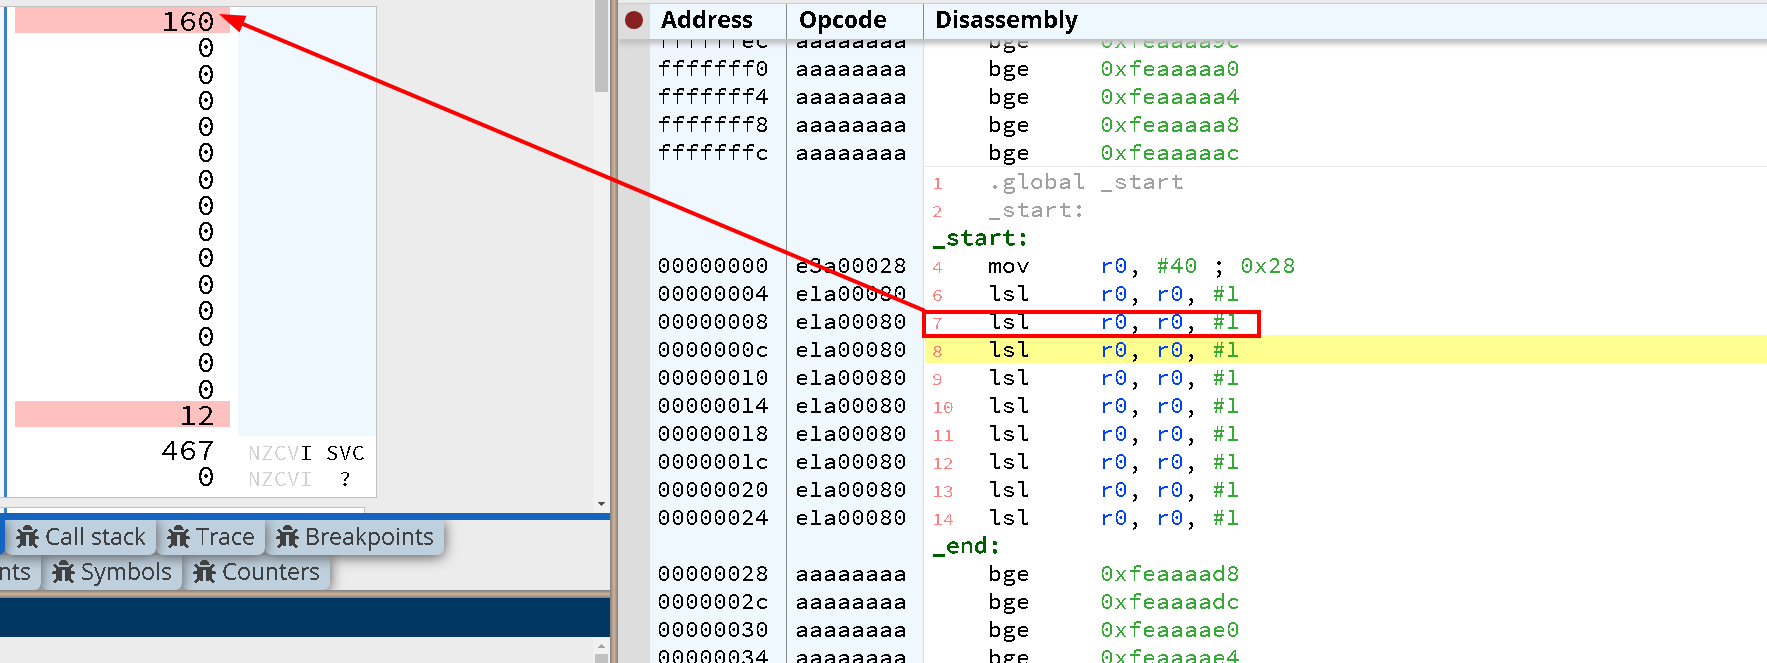 160
0
0
0
0
0
0
0
0
0
0
0
0
0
0
12
467 NZCVI SVC
0 NZCVI ?
Call stack Trace Breakpoints
nts Symbols Counters
Address Opcode Disassembly
ffffffec aaaaaaaa bge 0xfeaaaa9c
fffffff0 aaaaaaaa bge 0xfeaaaaa0
fffffff4 aaaaaaaa bge 0xfeaaaaa4
fffffff8 aaaaaaaa bge 0xfeaaaaa8
fffffffc aaaaaaaa bge 0xfeaaaaac
1 .global _start
2 _start:
_start:
00000000 e3a00028 4 mov r0, #40 ; 0x28
00000004 e1a00080 6 lsl r0, r0, #1
00000008 e1a00080 7 lsl r0, r0, #1
0000000c e1a00080 8 lsl r0, r0, #1
00000010 e1a00080 9 lsl r0, r0, #1
00000014 e1a00080 10 lsl r0, r0, #1
00000018 e1a00080 11 lsl r0, r0, #1
0000001c e1a00080 12 lsl r0, r0, #1
00000020 e1a00080 13 lsl r0, r0, #1
00000024 e1a00080 14 lsl r0, r0, #1
_end:
00000028 aaaaaaaa bge 0xfeaaaad8
0000002c aaaaaaaa bge 0xfeaaaadc
00000030 aaaaaaaa bge 0xfeaaaae0
00000034 aaaaaaaa bge 0xfeaaaae4